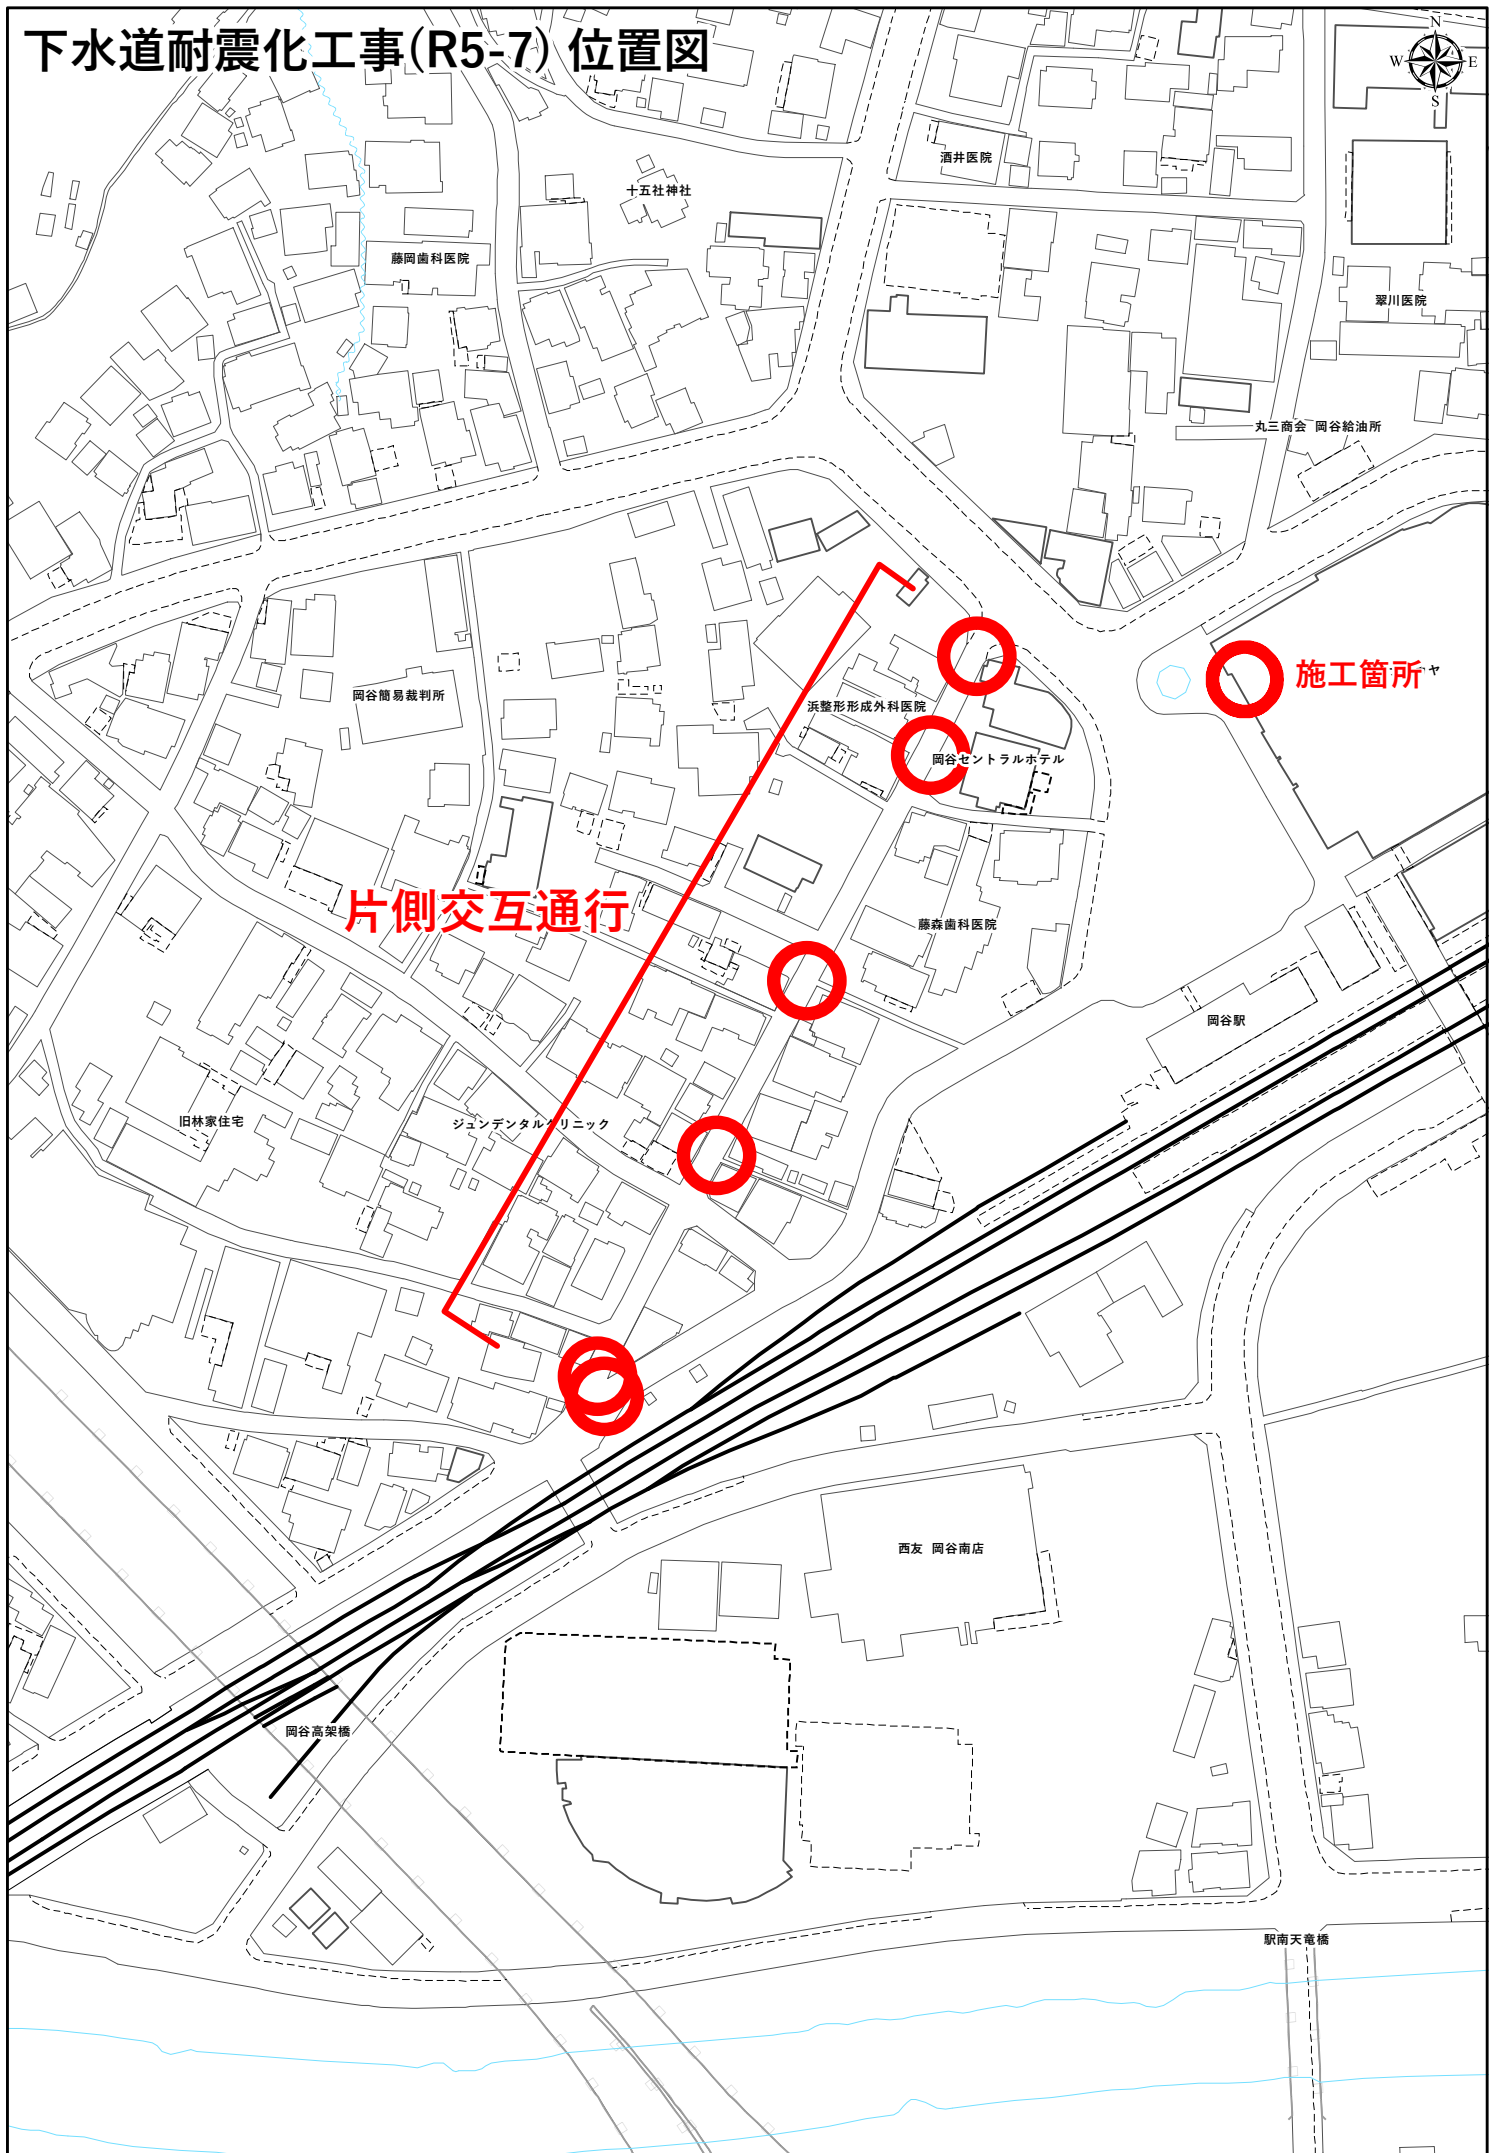 下水道耐震化工事(R5-7) 位置図
N
W
E
S
酒井医院
十五社神社
藤岡歯科医院
翠川医院
丸三商会 岡谷給油所
施工箇所
ヤ
岡谷簡易裁判所
浜整形形成外科医院
岡谷セントラルホテル
片側交互通行
藤森歯科医院
岡谷駅
旧林家住宅
ジュンデンタルクリニック
西友 岡谷南店
岡谷高架橋
駅南天竜橋